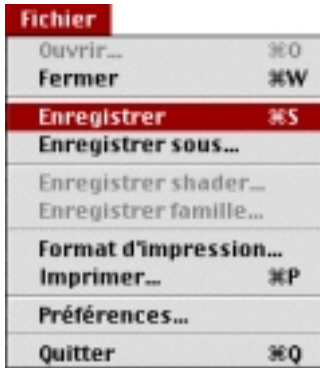 Fichier
Ouvrir... ⌘O
Fermer ⌘W
Enregistrer ⌘S
Enregistrer sous...
Enregistrer shader...
Enregistrer famille...
Format d'impression...
Imprimer... ⌘P
Préférences...
Quitter ⌘Q